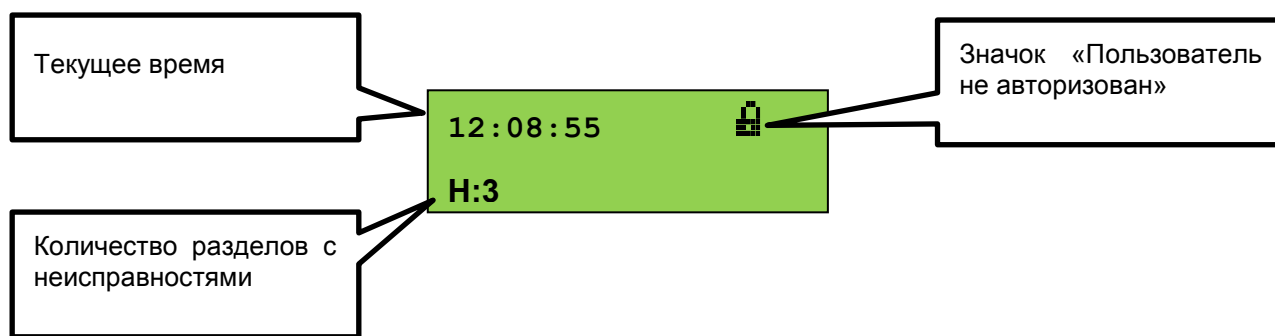 Текущее время
Значок «Пользователь
не авторизован»
12:08:55
Н:3
Количество разделов с
неисправностями